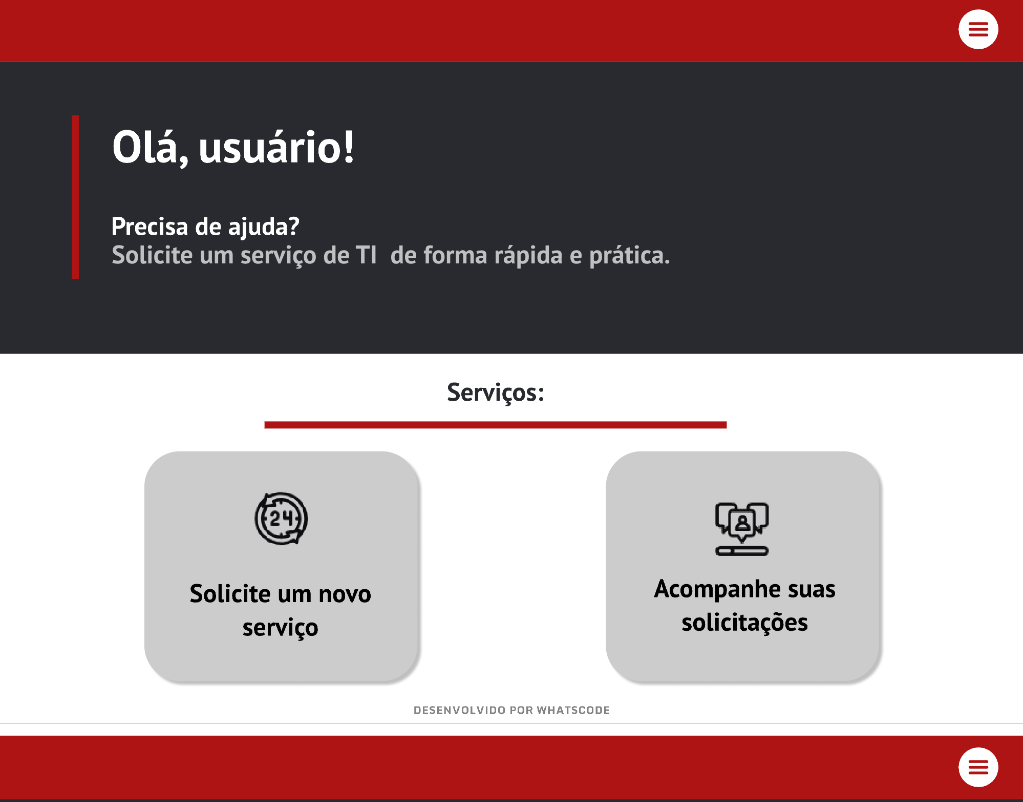 Olá, usuário!
Precisa de ajuda?
Solicite um serviço de TI  de forma rápida e prática.
Serviços:
24
Solicite um novo
serviço
Acompanhe suas
solicitações
DESENVOLVIDO POR WHATSCODE